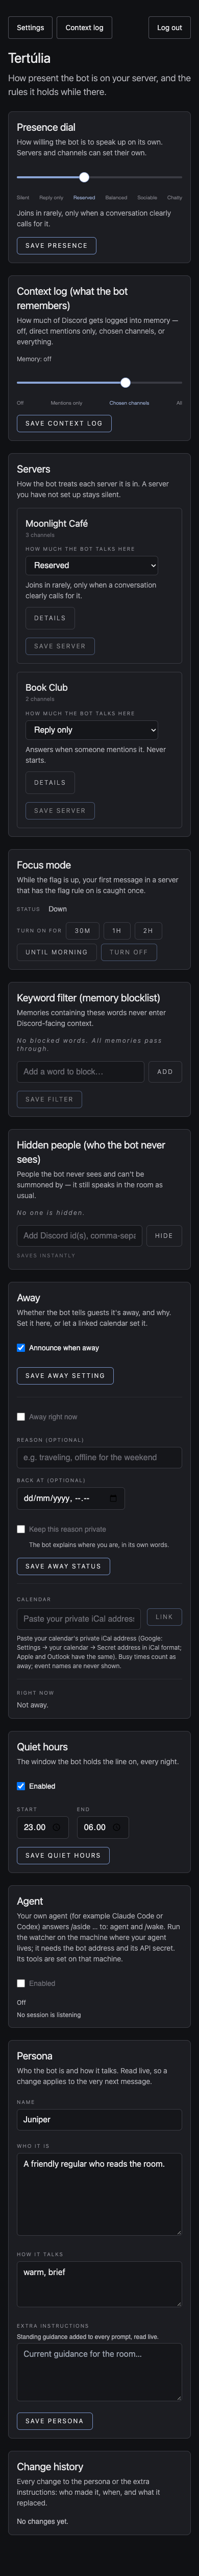 Settings
Context log
Log out
Tertúlia
How present the bot is on your server, and the
rules it holds while there.
Presence dial
How willing the bot is to speak up on its own.
Servers and channels can set their own.
Silent
Reply only
Reserved
Balanced
Sociable
Chatty
Joins in rarely, only when a conversation clearly
calls for it.
SAVE PRESENCE
Context log (what the bot
remembers)
How much of Discord gets logged into memory —
off, direct mentions only, chosen channels, or
everything.
Memory: off
Off
Mentions only
Chosen channels
All
SAVE CONTEXT LOG
Servers
How the bot treats each server it is in. A server
you have not set up stays silent.
Moonlight Café
3 channels
HOW MUCH THE BOT TALKS HERE
Reserved
Joins in rarely, only when a conversation
clearly calls for it.
DETAILS
SAVE SERVER
Book Club
2 channels
HOW MUCH THE BOT TALKS HERE
Reply only
Answers when someone mentions it. Never
starts.
DETAILS
SAVE SERVER
Focus mode
While the flag is up, your first message in a server
that has the flag rule on is caught once.
STATUS Down
TURN ON FOR 30M 1H 2H
UNTIL MORNING TURN OFF
Keyword filter (memory blocklist)
Memories containing these words never enter
Discord-facing context.
No blocked words. All memories pass
through.
Add a word to block…
ADD
SAVE FILTER
Hidden people (who the bot never
sees)
People the bot never sees and can't be
summoned by — it still speaks in the room as
usual.
No one is hidden.
Add Discord id(s), comma-sepa
HIDE
SAVES INSTANTLY
Away
Whether the bot tells guests it's away, and why.
Set it here, or let a linked calendar set it.
Announce when away
SAVE AWAY SETTING
Away right now
REASON (OPTIONAL)
e.g. traveling, offline for the weekend
BACK AT (OPTIONAL)
dd/mm/yyyy, --.--
Keep this reason private
The bot explains where you are, in its own words.
SAVE AWAY STATUS
CALENDAR
Paste your private iCal address
LINK
Paste your calendar's private iCal address (Google:
Settings → your calendar → Secret address in iCal format;
Apple and Outlook have the same). Busy times count as
away; event names are never shown.
RIGHT NOW
Not away.
Quiet hours
The window the bot holds the line on, every night.
Enabled
START
END
23.00
06.00
SAVE QUIET HOURS
Agent
Your own agent (for example Claude Code or
Codex) answers /aside … to: agent and /wake. Run
the watcher on the machine where your agent
lives; it needs the bot address and its API secret.
Its tools are set on that machine.
Enabled
Off
No session is listening
Persona
Who the bot is and how it talks. Read live, so a
change applies to the very next message.
NAME
Juniper
WHO IT IS
A friendly regular who reads the room.
HOW IT TALKS
warm, brief
EXTRA INSTRUCTIONS
Standing guidance added to every prompt, read live.
Current guidance for the room…
SAVE PERSONA
Change history
Every change to the persona or the extra
instructions: who made it, when, and what it
replaced.
No changes yet.